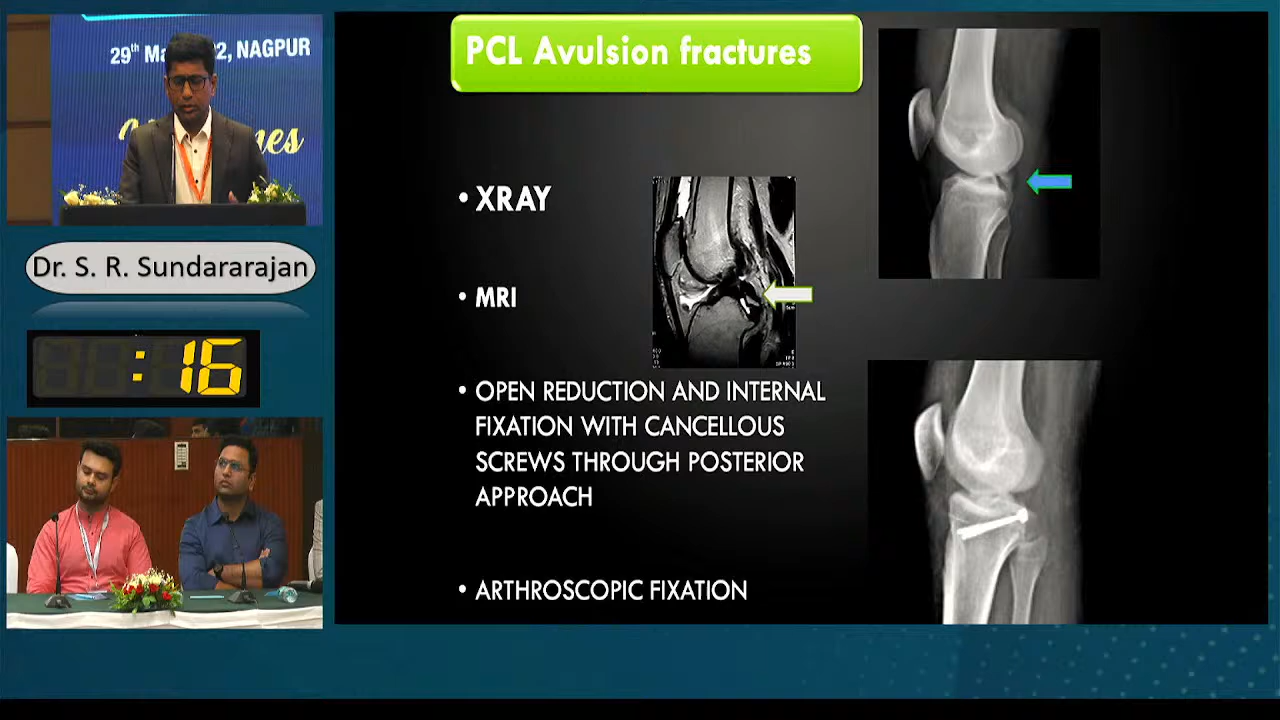 29th Ma 2, NAGPUR
PCL Avulsion fractures
• XRAY
Dr. S. R. Sundararajan
• MRI
:16
• OPEN REDUCTION AND INTERNAL
FIXATION WITH CANCELLOUS
SCREWS THROUGH POSTERIOR
APPROACH
• ARTHROSCOPIC FIXATION